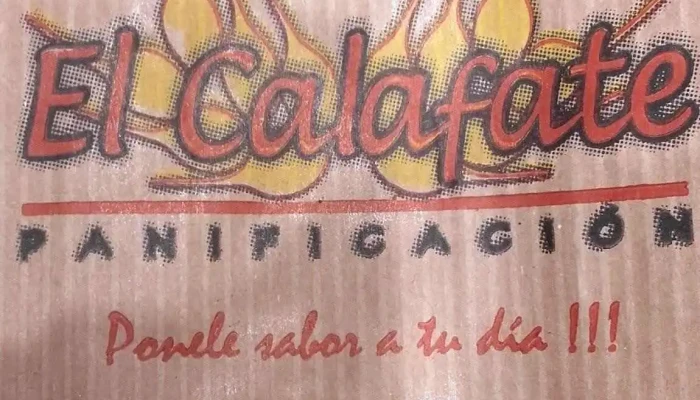 El Calafate
PANIFICACIÓN
Ponele sabor a tu día !!!